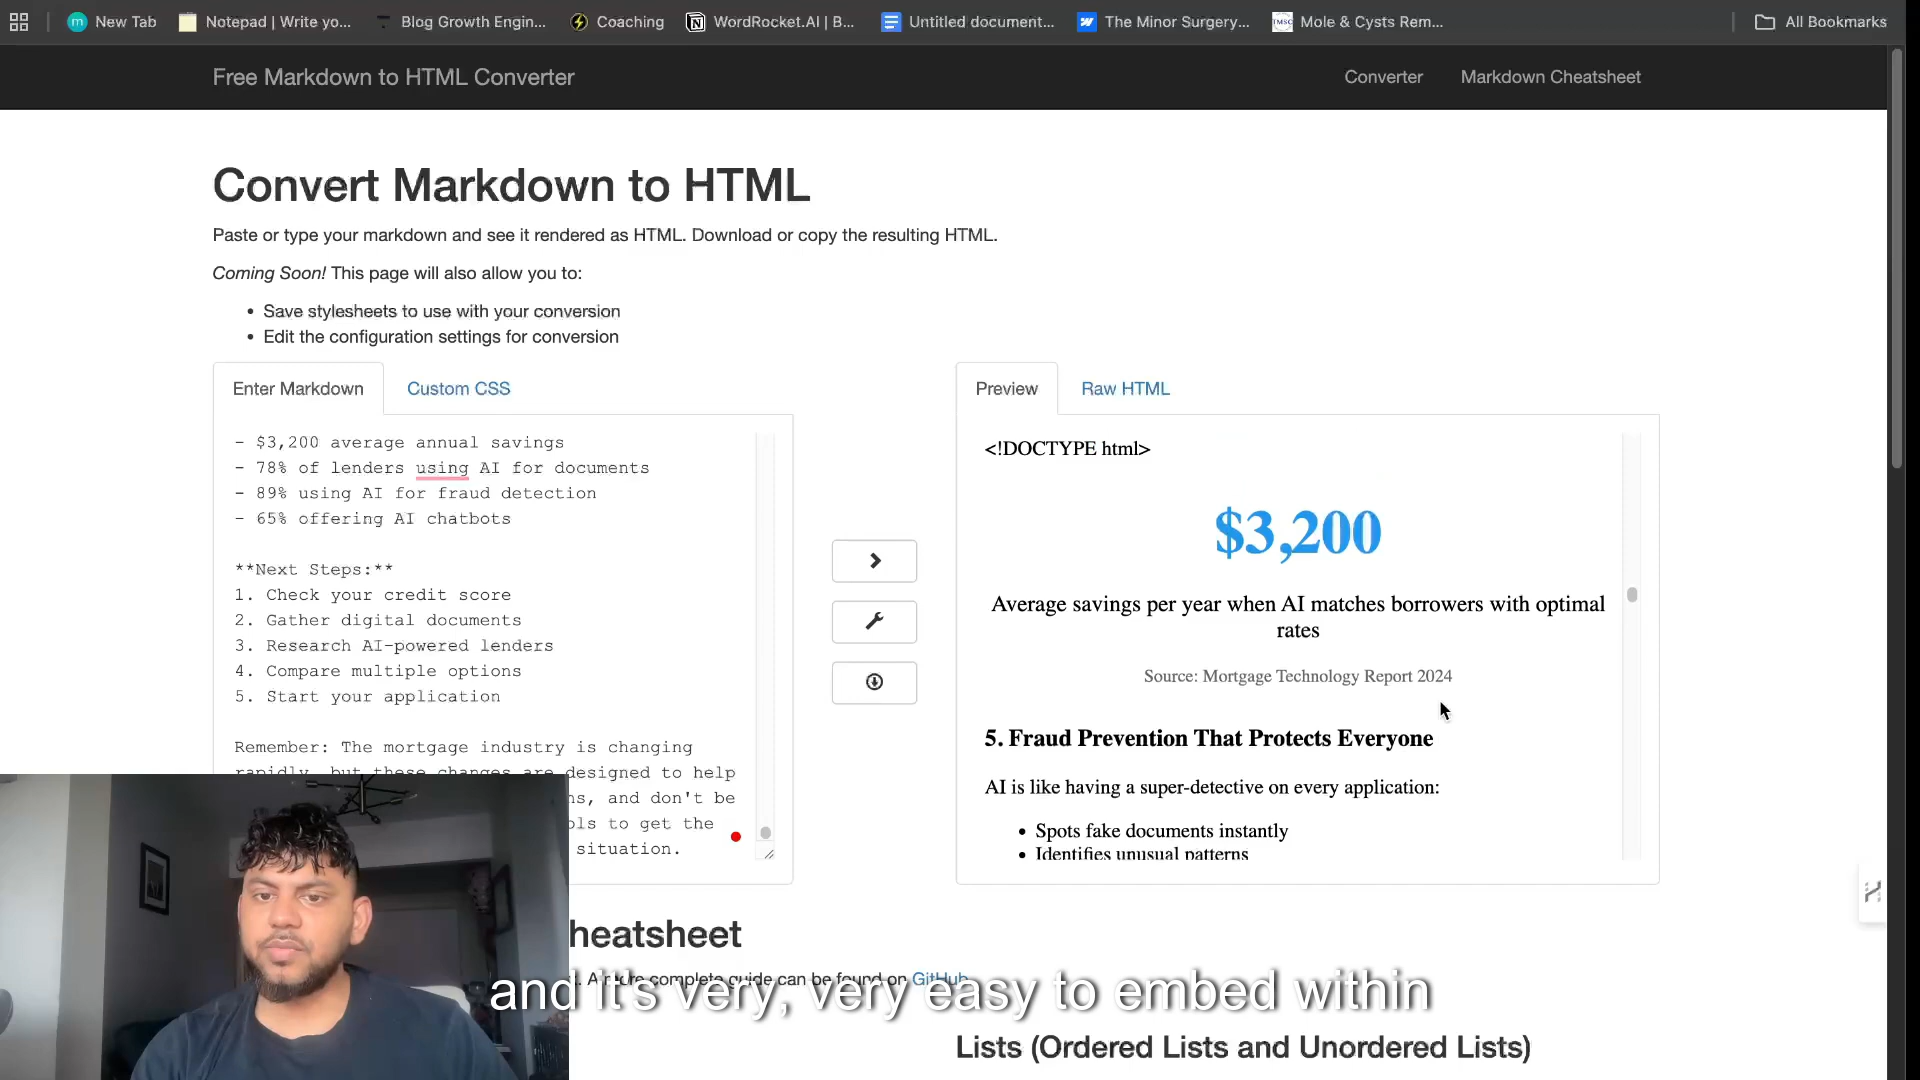 New Tab
Notepad | Write yo...
Blog Growth Engin...
Coaching
WordRocket.AI | B...
Untitled document...
The Minor Surgery...
TMSC
Mole & Cysts Rem...
All Bookmarks
Free Markdown to HTML Converter
Converter
Markdown Cheatsheet
Convert Markdown to HTML
Paste or type your markdown and see it rendered as HTML. Download or copy the resulting HTML.
Coming Soon! This page will also allow you to:
• Save stylesheets to use with your conversion
• Edit the configuration settings for conversion
Enter Markdown
Custom CSS
- $3,200 average annual savings
- 78% of lenders using AI for documents
- 89% using AI for fraud detection
- 65% offering AI chatbots
**Next Steps:**
1. Check your credit score
2. Gather digital documents
3. Research AI-powered lenders
4. Compare multiple options
5. Start your application
Remember: The mortgage industry is changing
rapidly, but these changes are designed to help
ns, and don't be
ols to get the
situation.
Preview
Raw HTML
<!DOCTYPE html>
$3,200
Average savings per year when AI matches borrowers with optimal
rates
Source: Mortgage Technology Report 2024
5. Fraud Prevention That Protects Everyone
AI is like having a super-detective on every application:
• Spots fake documents instantly
• Identifies unusual patterns
heatsheet
t. A more complete guide can be found on GitHub
and it's very, very easy to embed within
Lists (Ordered Lists and Unordered Lists)